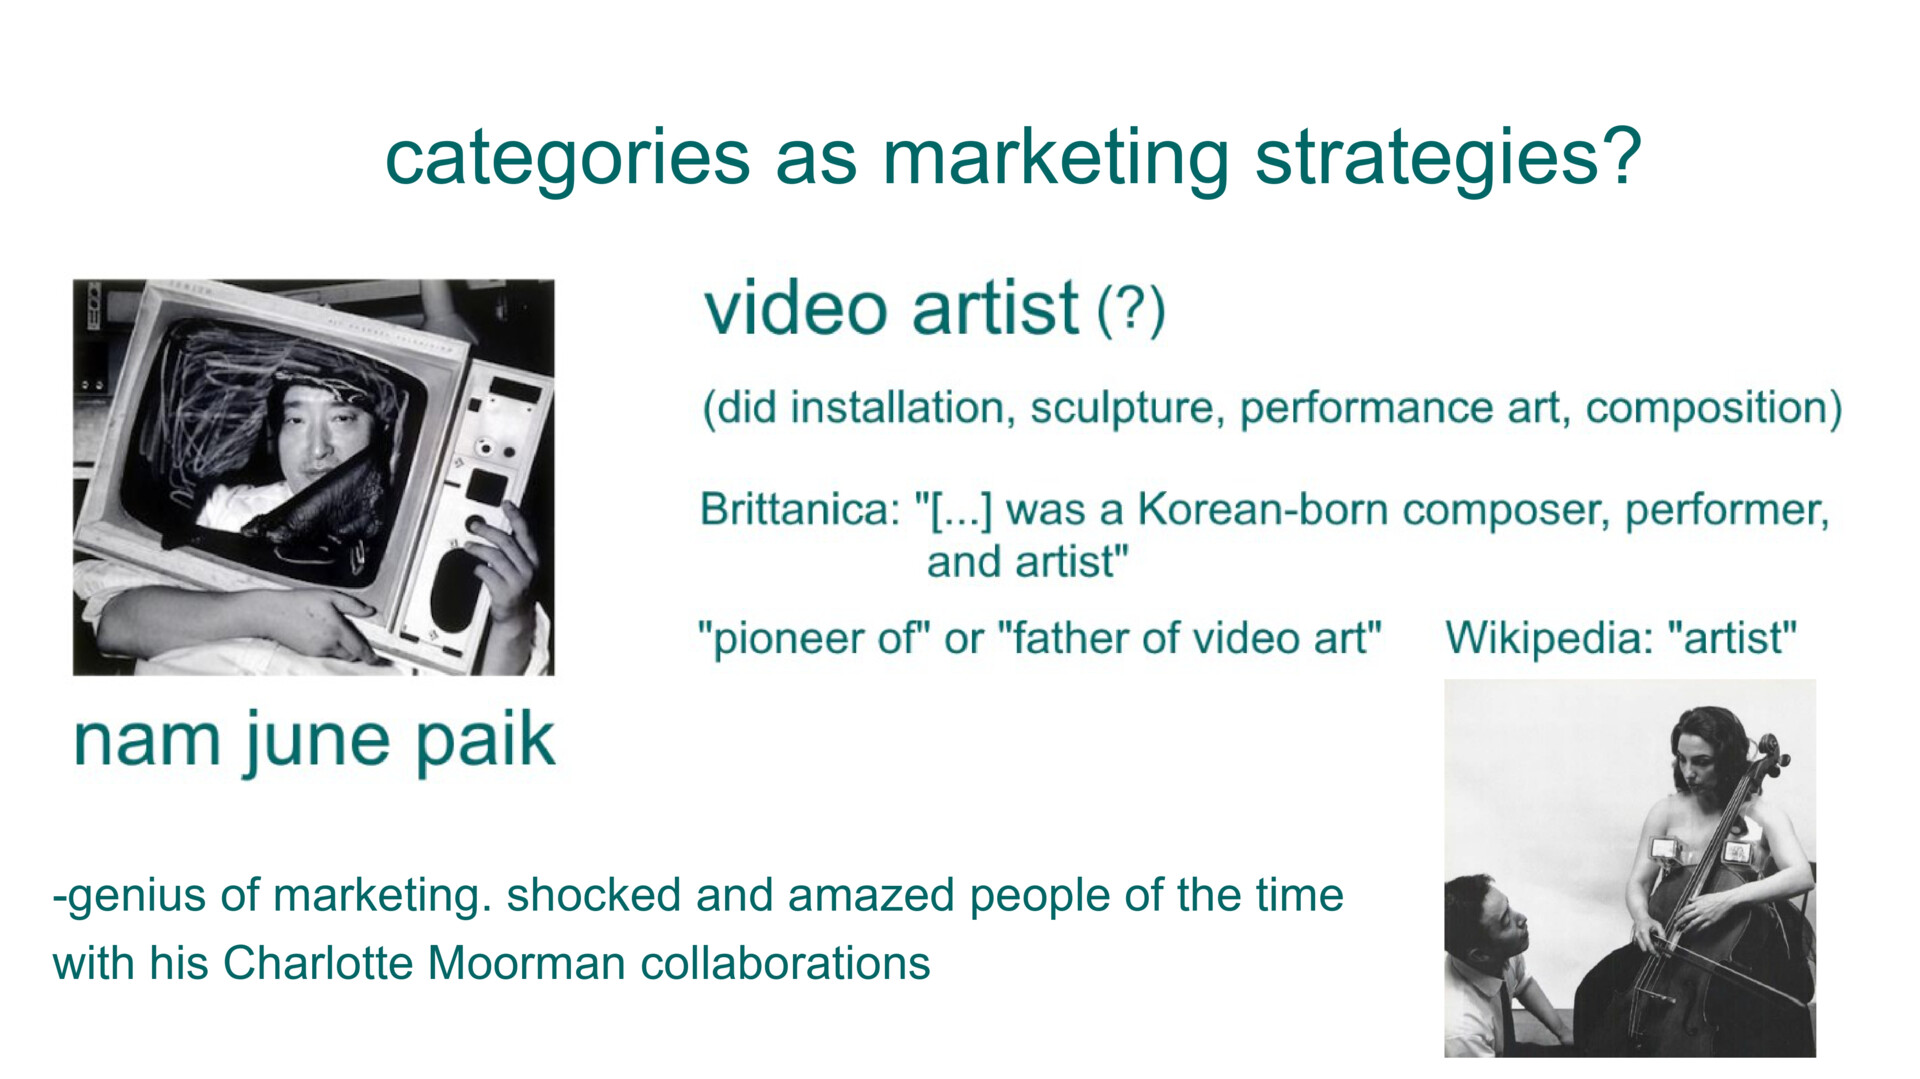 categories as marketing strategies?
video artist (?)
(did installation, sculpture, performance art, composition)
Brittanica: "[...] was a Korean-born composer, performer,
and artist"
"pioneer of" or "father of video art"
Wikipedia: "artist"
nam june paik
-genius of marketing. shocked and amazed people of the time
with his Charlotte Moorman collaborations